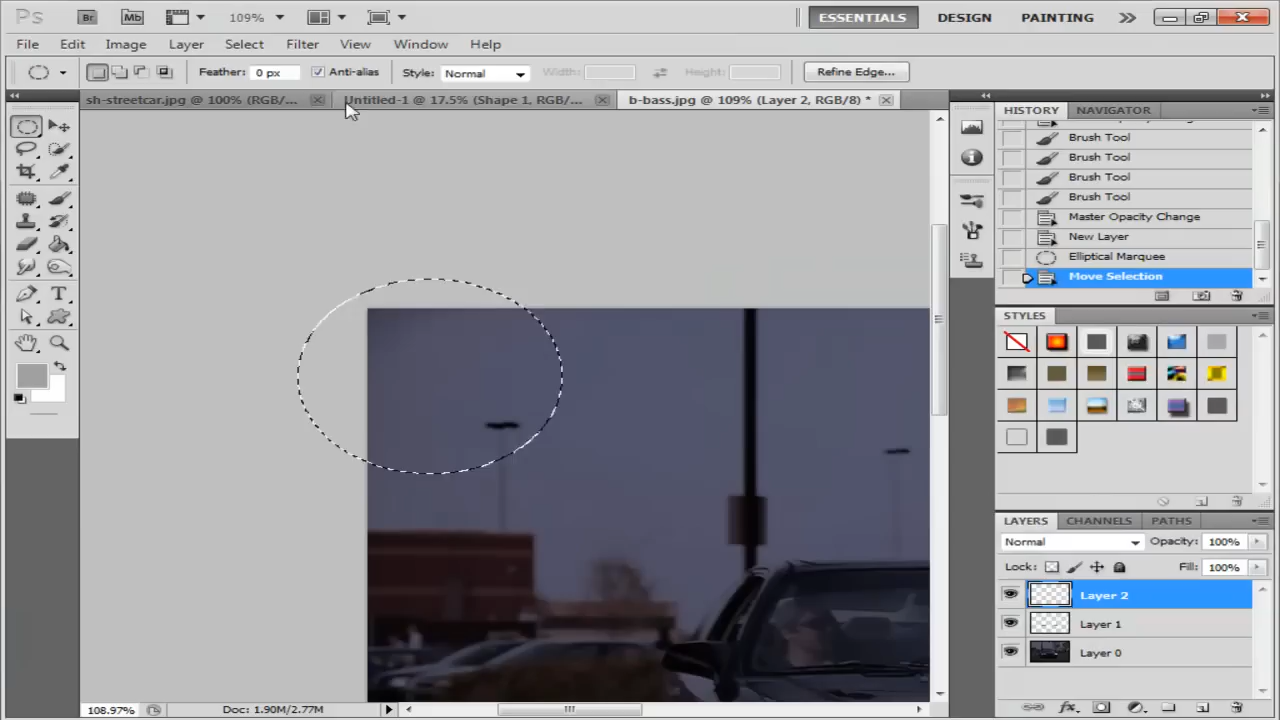 Ps Br Mb 109% ESSENTIALS DESIGN PAINTING
File Edit Image Layer Select Filter View Window Help
Feather: 0 px Anti-alias Style: Normal Width: Height: Refine Edge...
sh-streetcar.jpg @ 100% (RGB/... Untitled-1 @ 17.5% (Shape 1, RGB/... b-bass.jpg @ 109% (Layer 2, RGB/8) *
HISTORY NAVIGATOR
Brush Tool
Brush Tool
Brush Tool
Brush Tool
Master Opacity Change
New Layer
Elliptical Marquee
Move Selection
STYLES
LAYERS CHANNELS PATHS
Normal Opacity: 100%
Lock: Fill: 100%
Layer 2
Layer 1
Layer 0
108.97% Doc: 1.90M/2.77M